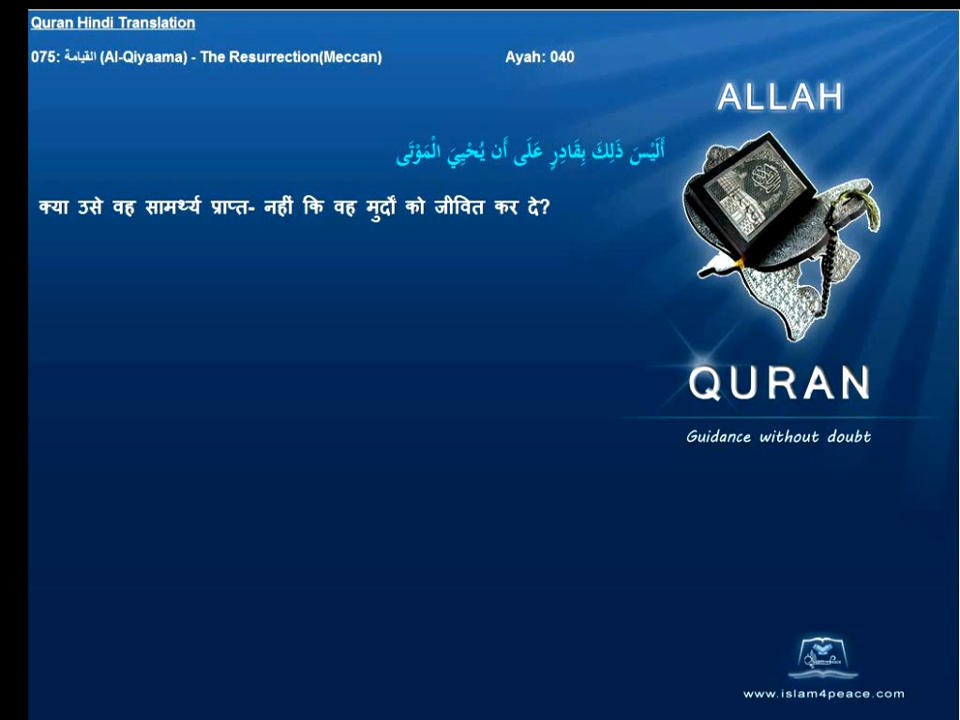 Quran Hindi Translation
075: القيامة (Al-Qiyaama) - The Resurrection(Meccan) Ayah: 040
ALLAH
أَلَيْسَ ذَلِكَ بِقَادِرٍ عَلَى أَن يُحْيِيَ الْمَوْتَى
क्या उसे वह सामर्थ्य प्राप्त- नहीं कि वह मुर्दों को जीवित कर दे?
QURAN
Guidance without doubt
www.islam4peace.com